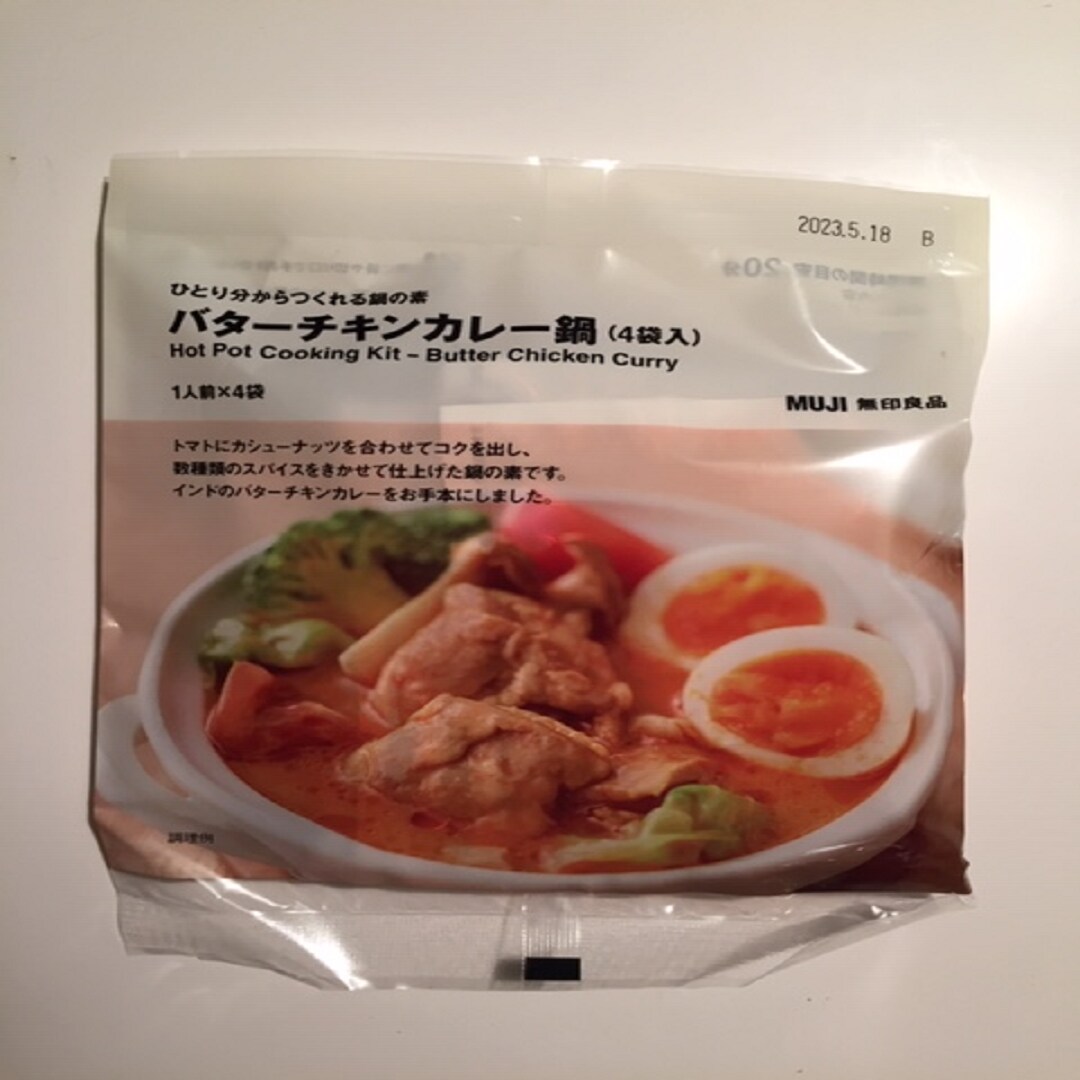 2023.5.18 B
ひとり分からつくれる鍋の素
バターチキンカレー鍋(4袋入)
Hot Pot Cooking Kit – Butter Chicken Curry
1人前×4袋
MUJI 無印良品
トマトにカシューナッツを合わせてコクを出し、
数種類のスパイスをきかせて仕上げた鍋の素です。
インドのバターチキンカレーをお手本にしました。
調理例